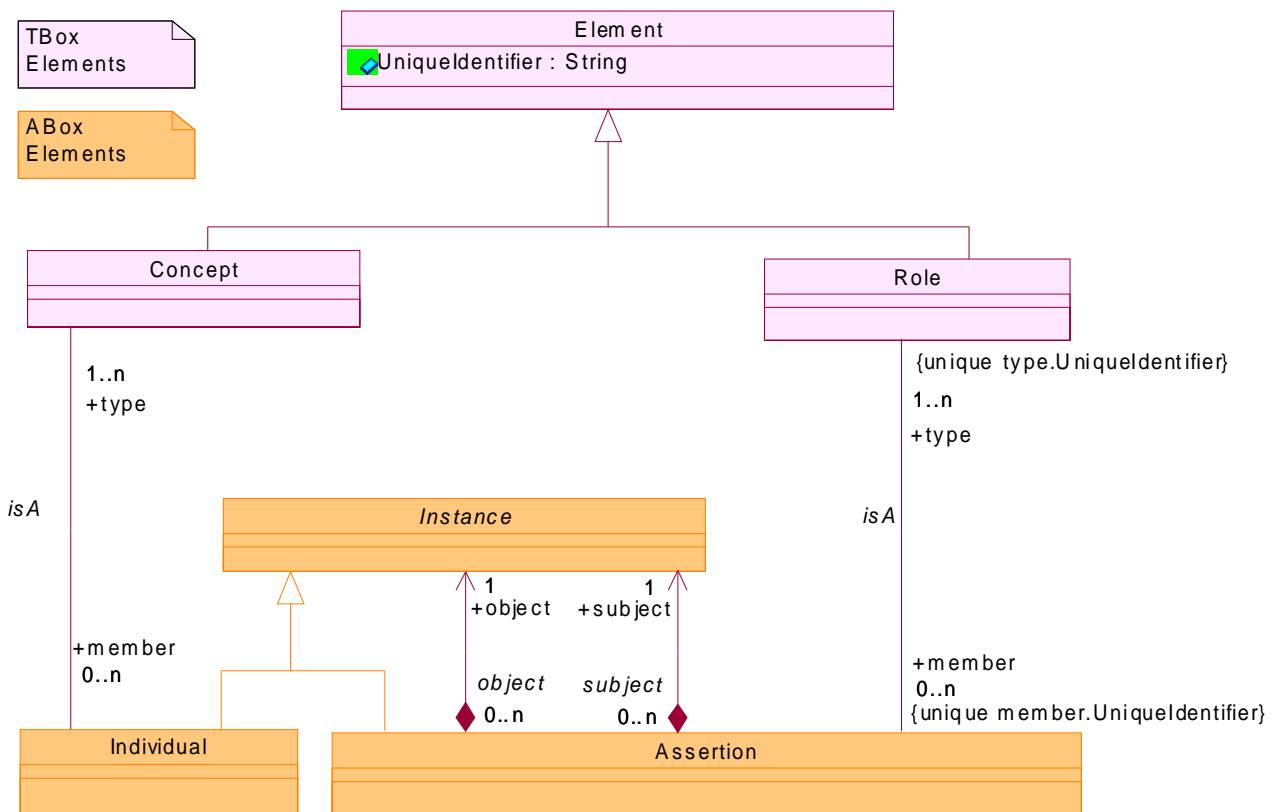 TBox
Elements
ABox
Elements
Element
UniqueIdentifier : String
Concept
Role
1..n
+type
{unique type.UniqueIdentifier}
1..n
+type
isA
isA
Instance
1
+object
1
+subject
+member
0..n
object
0..n
subject
0..n
+member
0..n
{unique member.UniqueIdentifier}
Individual
Assertion